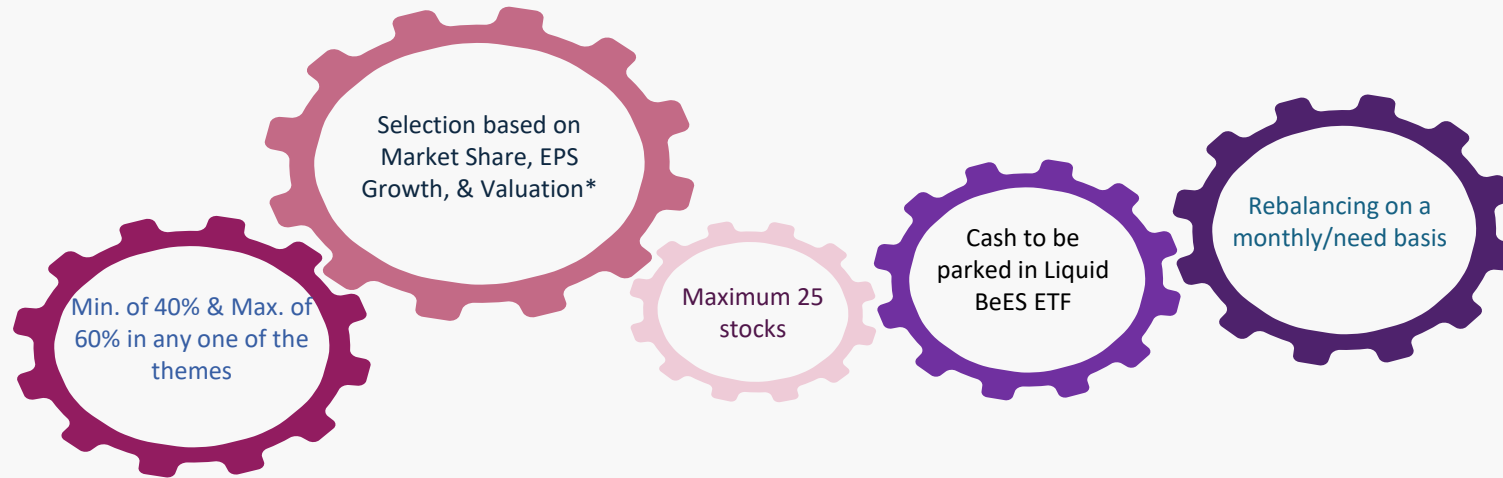 Min. of 40% & Max. of
60% in any one of the
themes
Selection based on
Market Share, EPS
Growth, & Valuation*
Maximum 25
stocks
Cash to be
parked in Liquid
BeES ETF
Rebalancing on a
monthly/need basis